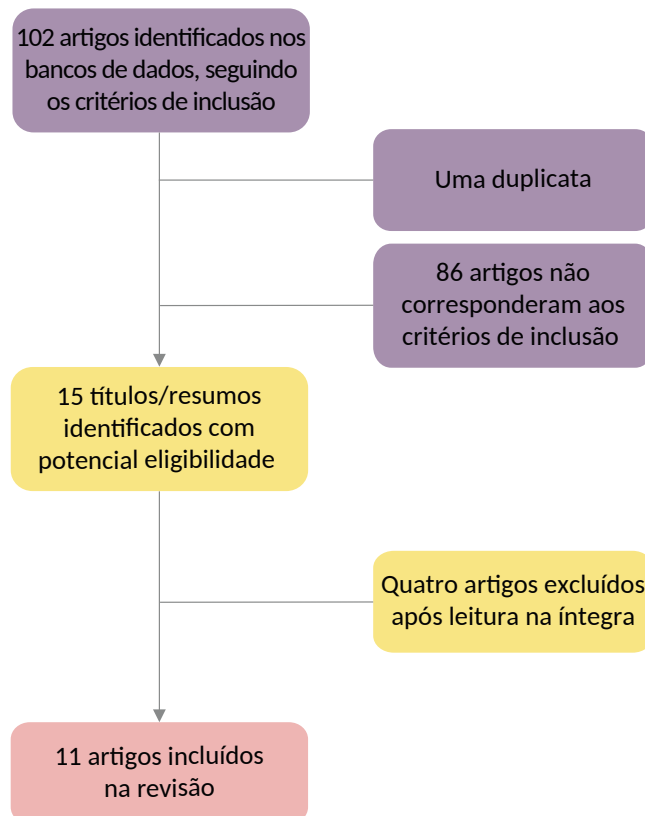 102 artigos identificados nos
bancos de dados, seguindo
os critérios de inclusão
Uma duplicata
86 artigos não
corresponderam aos
critérios de inclusão
15 títulos/resumos
identificados com
potencial eligibilidade
Quatro artigos excluídos
após leitura na íntegra
11 artigos incluídos
na revisão